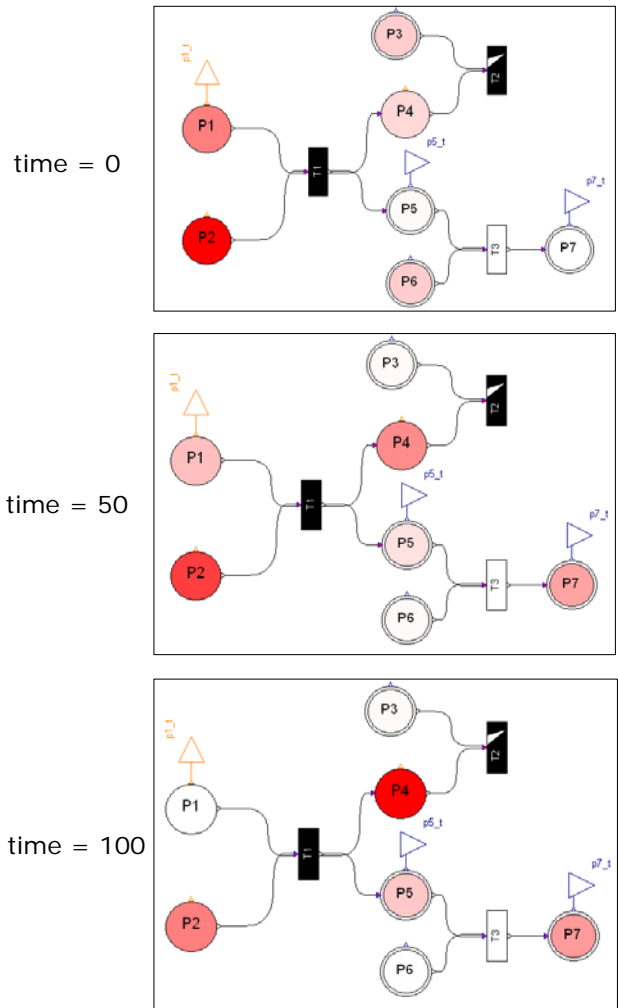 time = 0
p1_t
P1
P2
T1
P3
P4
T2
p5_t
P5
P6
T3
p7_t
P7
time = 50
p1_t
P1
P2
T1
P3
P4
T2
p5_t
P5
P6
T3
p7_t
P7
time = 100
p1_t
P1
P2
T1
P3
P4
T2
p5_t
P5
P6
T3
p7_t
P7